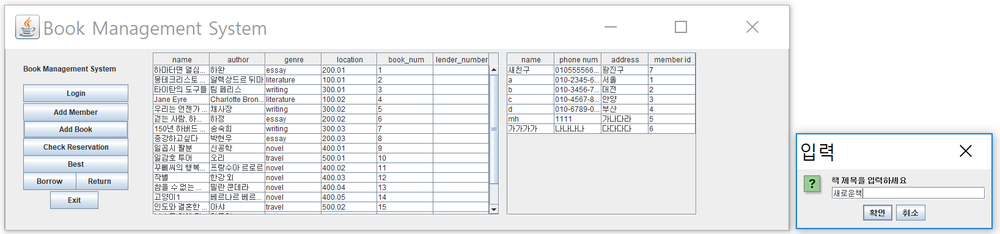 Book Management System
Book Management System
Login
Add Member
Add Book
Check Reservation
Best
Borrow Return
Exit
name author genre location book_num lender_number
하마터면 열심... 하완 essay 200.01 1
몽테크리스토 ... 알렉상드르 뒤마 literature 100.01 2
타이탄의 도구들 팀 페리스 writing 300.01 3
Jane Eyre Charlotte Bron... literature 100.02 4
우리는 언젠가 ... 채사장 writing 300.02 5
걷는 사람, 하... 하정 essay 200.02 6
150년 하버드 ... 송숙희 writing 300.03 7
종강하고싶다 박현우 essay 200.03 8
일곱시 팔분 신공학 novel 400.01 9
일감호 투어 오리 travel 500.01 10
꾸뻬씨의 행복... 프랑수아 르로르 novel 400.02 11
작별 한강 외 novel 400.03 12
참을 수 없는 ... 밀란 쿤데라 novel 400.04 13
고양이1 베르나르 베르... novel 400.05 14
인도와 결혼한 ... 아샤 travel 500.02 15
name phone num address member id
새친구 010555566... 광진구 7
a 010-2345-6... 서울 1
b 010-3456-7... 대전 2
c 010-4567-8... 안양 3
d 010-6789-0... 부산 4
mh 1111 가나다라 5
가가가가 나나나나 다다다다 6
입력
책 제목을 입력하세요
새로운책
확인 취소